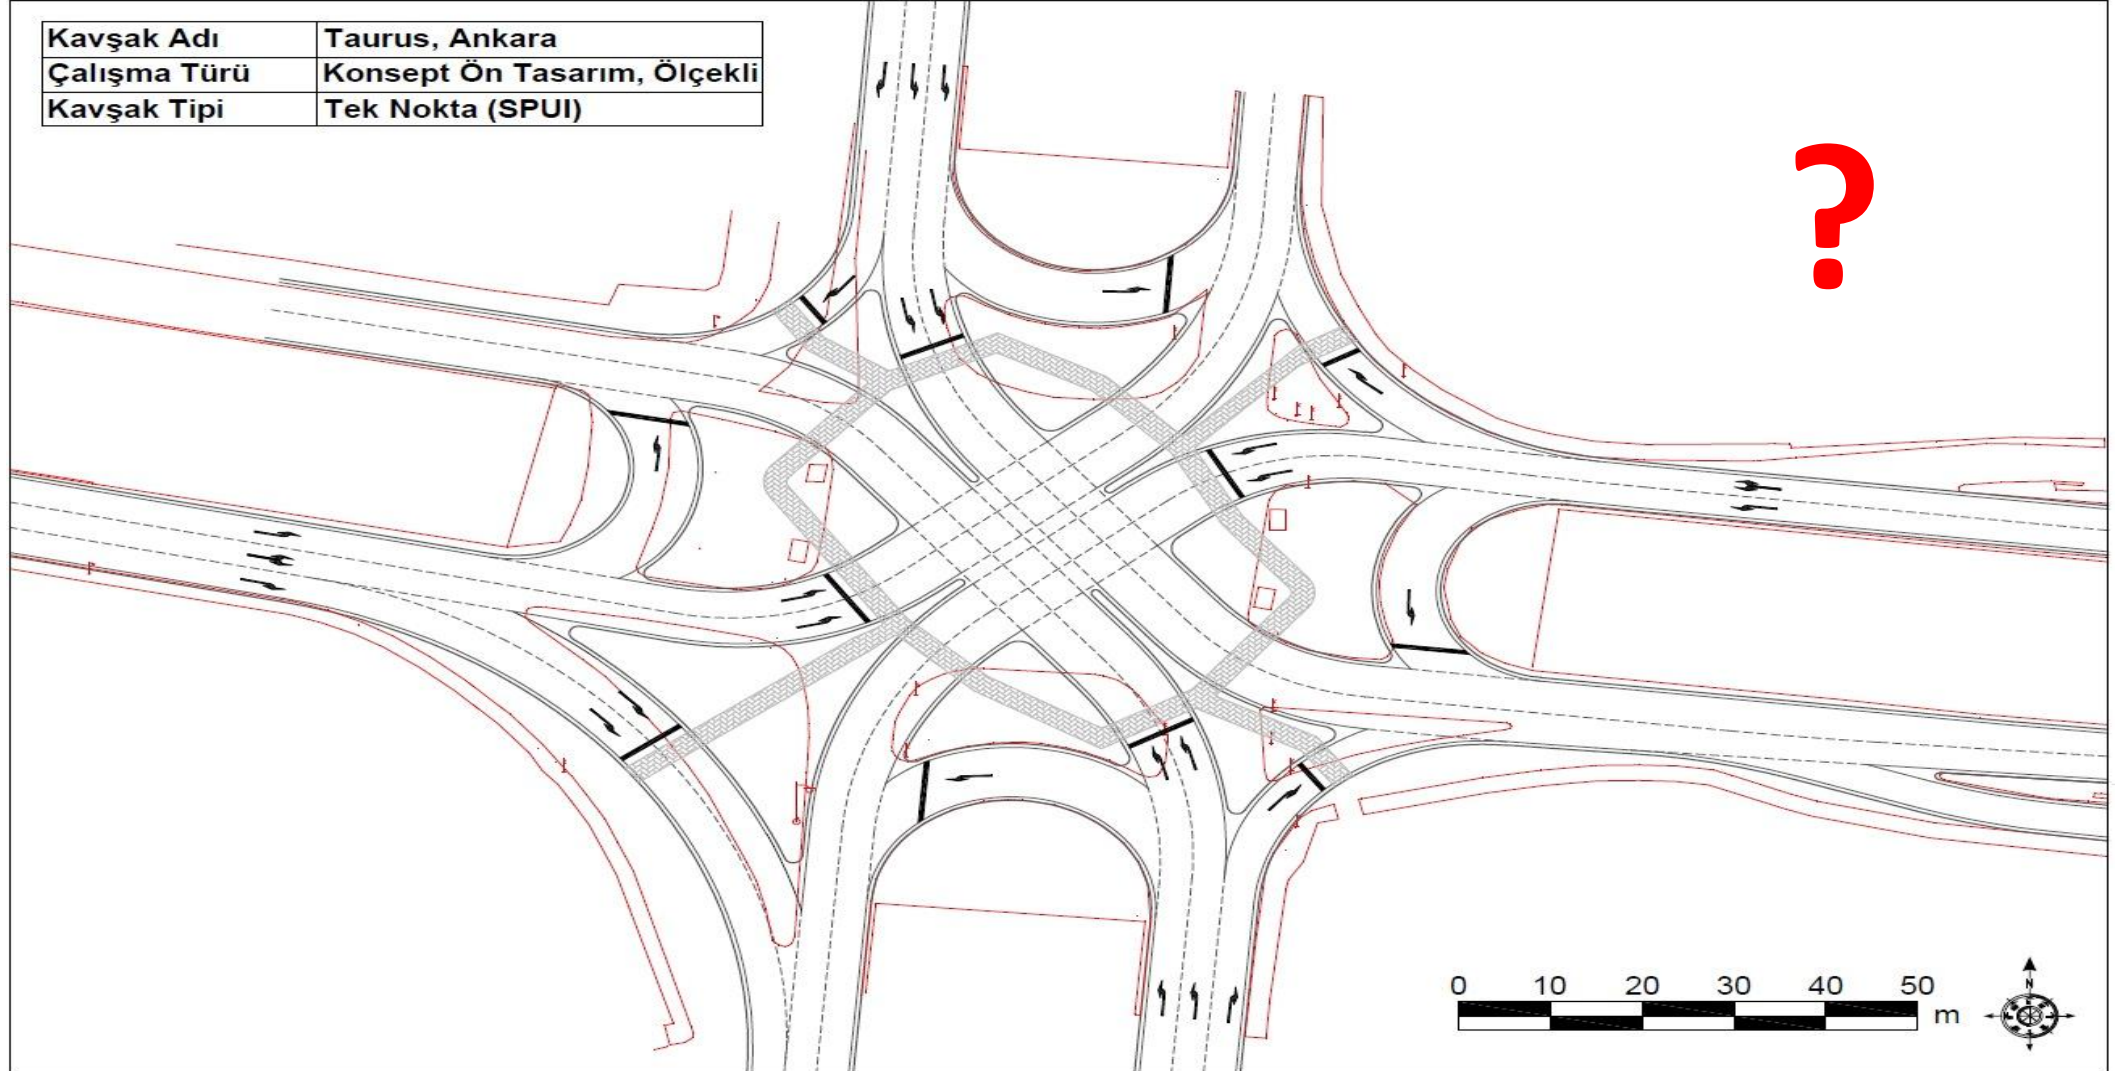 Kavşak Adı Taurus, Ankara
Çalışma Türü Konsept Ön Tasarım, Ölçekli
Kavşak Tipi Tek Nokta (SPUI)
?
0 10 20 30 40 50
m
N